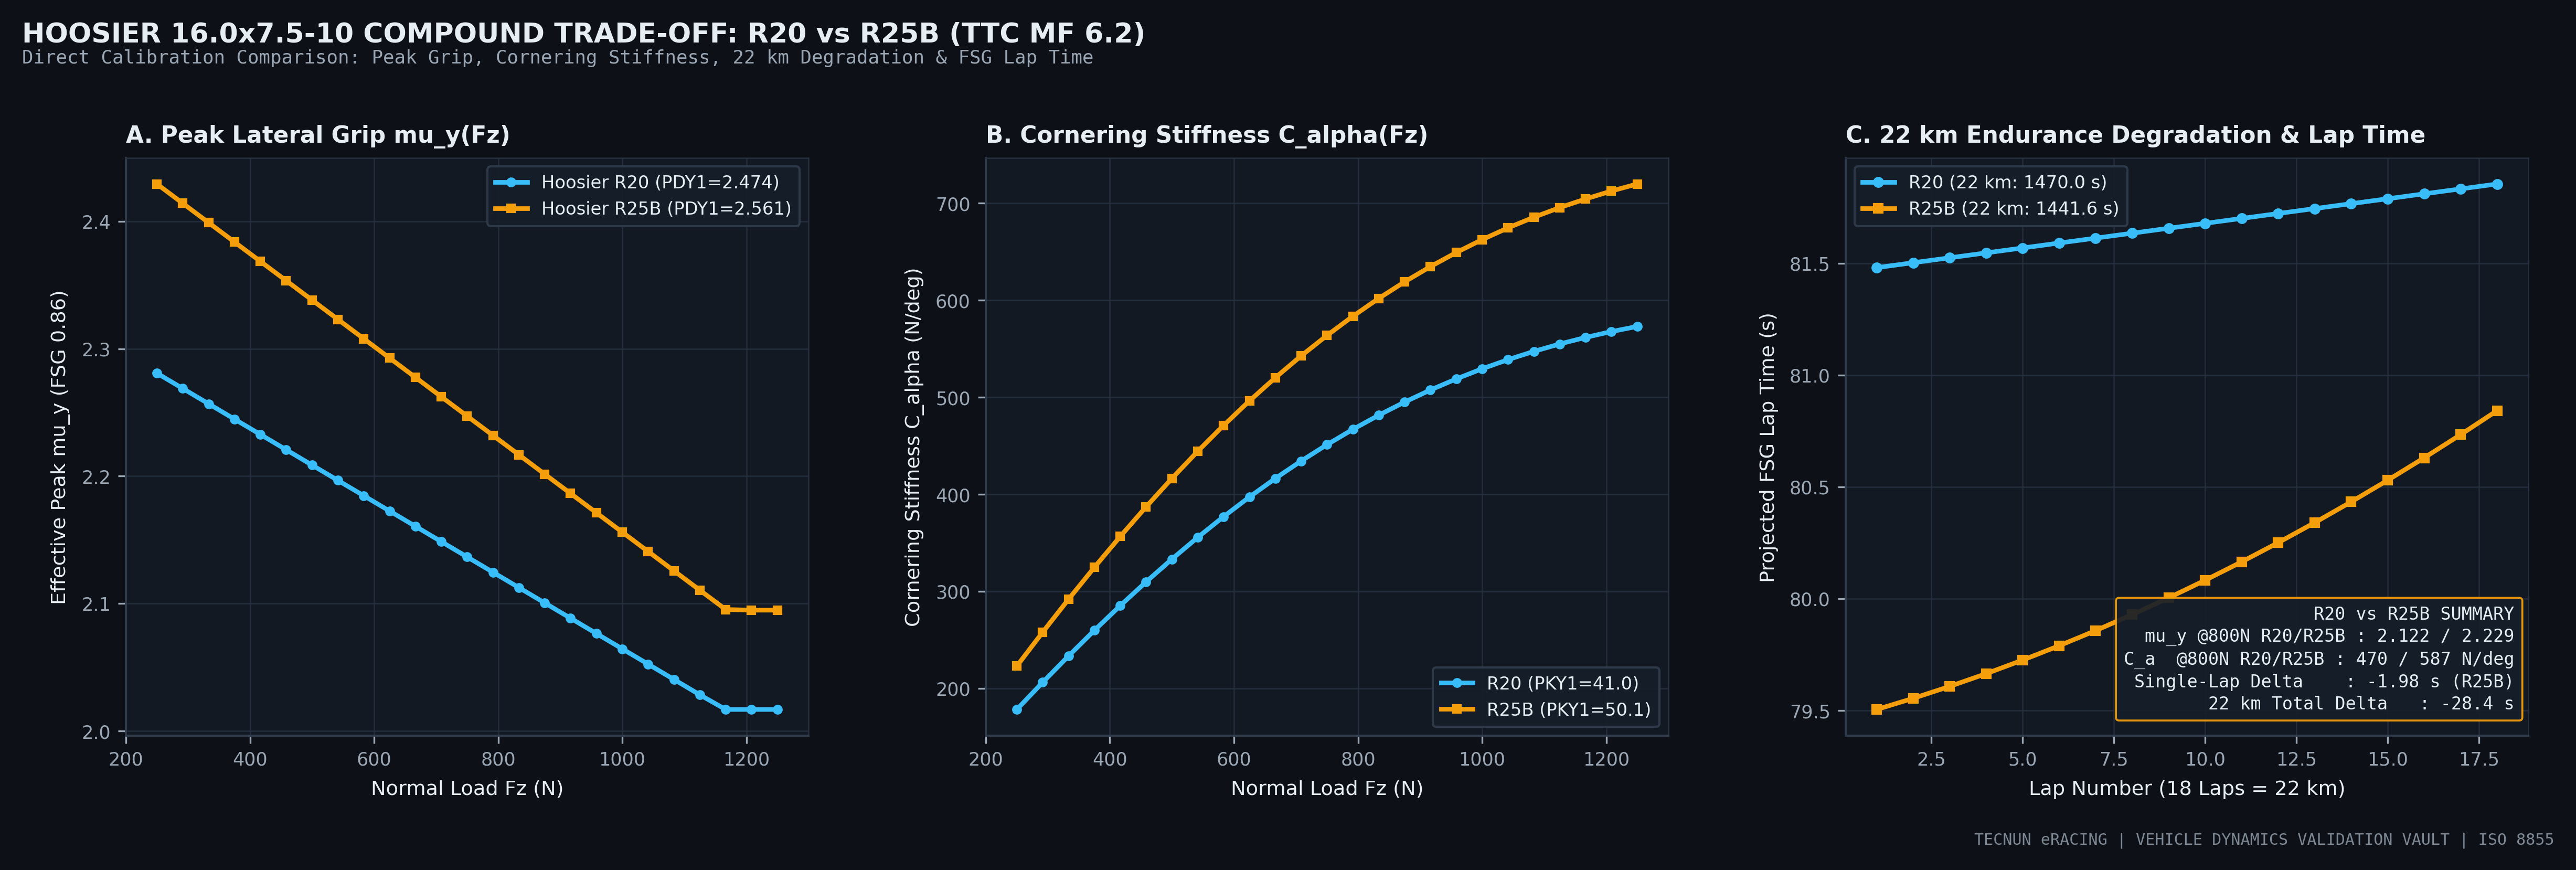 HOOSIER 16.0x7.5-10 COMPOUND TRADE-OFF: R20 vs R25B (TTC MF 6.2)
Direct Calibration Comparison: Peak Grip, Cornering Stiffness, 22 km Degradation & FSG Lap Time
A. Peak Lateral Grip mu_y(Fz)
Effective Peak mu_y (FSG 0.86)
2.4
2.3
2.2
2.1
2.0
Hoosier R20 (PDY1=2.474)
Hoosier R25B (PDY1=2.561)
200 400 600 800 1000 1200
Normal Load Fz (N)
B. Cornering Stiffness C_alpha(Fz)
Cornering Stiffness C_alpha (N/deg)
700
600
500
400
300
200
R20 (PKY1=41.0)
R25B (PKY1=50.1)
200 400 600 800 1000 1200
Normal Load Fz (N)
C. 22 km Endurance Degradation & Lap Time
Projected FSG Lap Time (s)
R20 (22 km: 1470.0 s)
R25B (22 km: 1441.6 s)
81.5
81.0
80.5
80.0
79.5
R20 vs R25B SUMMARY
mu_y @800N R20/R25B : 2.122 / 2.229
C_a @800N R20/R25B : 470 / 587 N/deg
Single-Lap Delta : -1.98 s (R25B)
22 km Total Delta : -28.4 s
2.5 5.0 7.5 10.0 12.5 15.0 17.5
Lap Number (18 Laps = 22 km)
TECNUN eRACING | VEHICLE DYNAMICS VALIDATION VAULT | ISO 8855